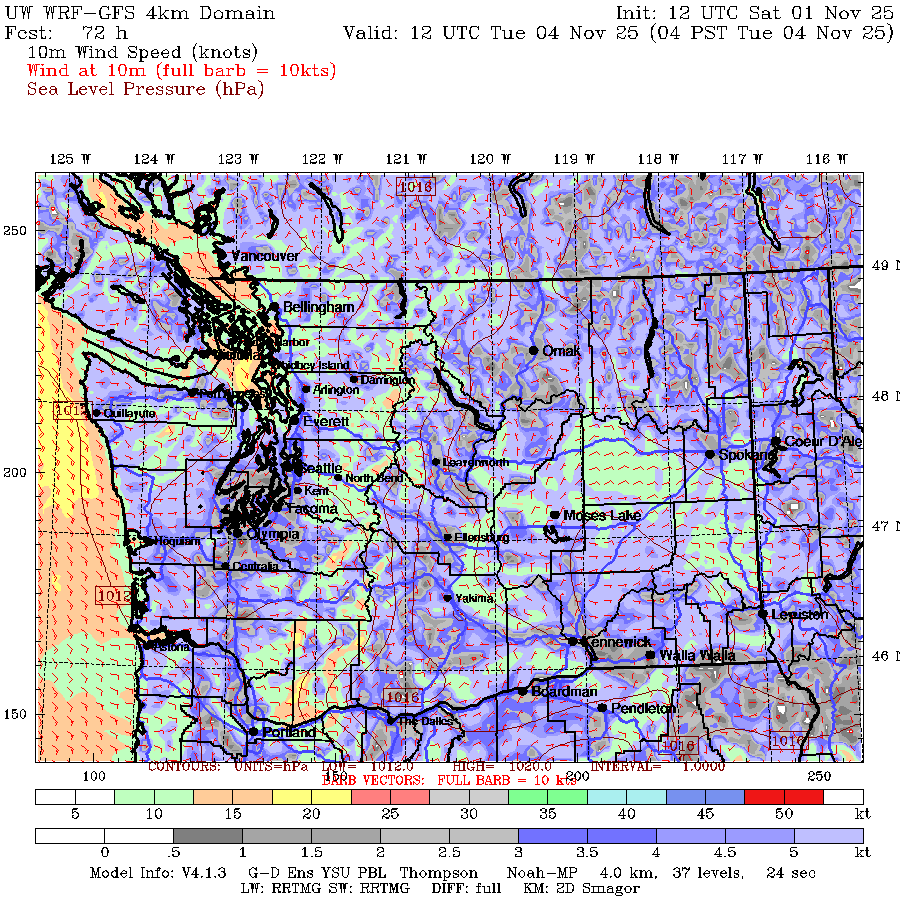 UW WRF-GFS 4km Domain Init: 12 UTC Sat 01 Nov 25
Fcst: 72 h Valid: 12 UTC Tue 04 Nov 25 (04 PST Tue 04 Nov 25)
10m Wind Speed (knots)
Wind at 10m (full barb = 10kts)
Sea Level Pressure (hPa)
125 W 124 W 123 W 122 W 121 W 120 W 119 W 118 W 117 W 116 W
1016
250
Vancouver
49 N
Bellingham
Omak
Whidbey Island
Darrington
Arlington
Port Angeles
48 N
Quillayute
Everett
Coeur D'Alene
Spokane
Leavenworth
Seattle
200
North Bend
Kent
Tacoma
Moses Lake
47 N
Olympia
Ellensburg
Hoquiam
Centralia
1012
Yakima
Lewiston
Kennewick
Astoria
Walla Walla
46 N
Boardman
1016
Pendleton
150
The Dalles
Portland
1016
1016
CONTOURS: UNITS=hPa LOW= 1012.0 HIGH= 1020.0 INTERVAL= 1.0000
100 150 200 250
BARB VECTORS: FULL BARB = 10 kts
5 10 15 20 25 30 35 40 45 50 kt
0 .5 1 1.5 2 2.5 3 3.5 4 4.5 5 kt
Model Info: V4.1.3 G-D Ens YSU PBL Thompson Noah-MP 4.0 km, 37 levels, 24 sec
LW: RRTMG SW: RRTMG DIFF: full KM: 2D Smagor